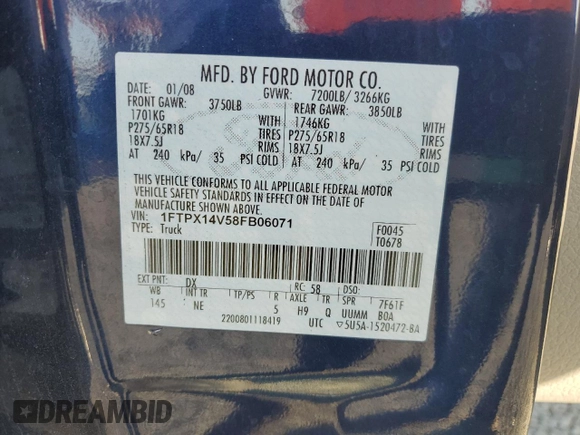 MFD. BY FORD MOTOR CO.
DATE: 01/08 GVWR: 7200LB/ 3266KG
FRONT GAWR: 3750LB REAR GAWR: 3850LB
1701KG WITH 1746KG WITH
P275/65R18 TIRES P275/65R18 TIRES
18X7.5J RIMS 18X7.5J RIMS
AT 240 kPa/ 35 PSI COLD AT 240 kPa/ 35 PSI COLD
THIS VEHICLE CONFORMS TO ALL APPLICABLE FEDERAL MOTOR
VEHICLE SAFETY STANDARDS IN EFFECT ON THE DATE OF
MANUFACTURE SHOWN ABOVE.
VIN: 1FTPX14V58FB06071
TYPE: Truck
F0045
T0678
EXT PNT: DX RC: 58 DSO:
WB INT TR TP/PS R AXLE TR SPR 7F61F
145 NE 5 H9 Q UUMM B0A
2200801118419 UTC ▽5U5A-1520472-BA
DREAMBID